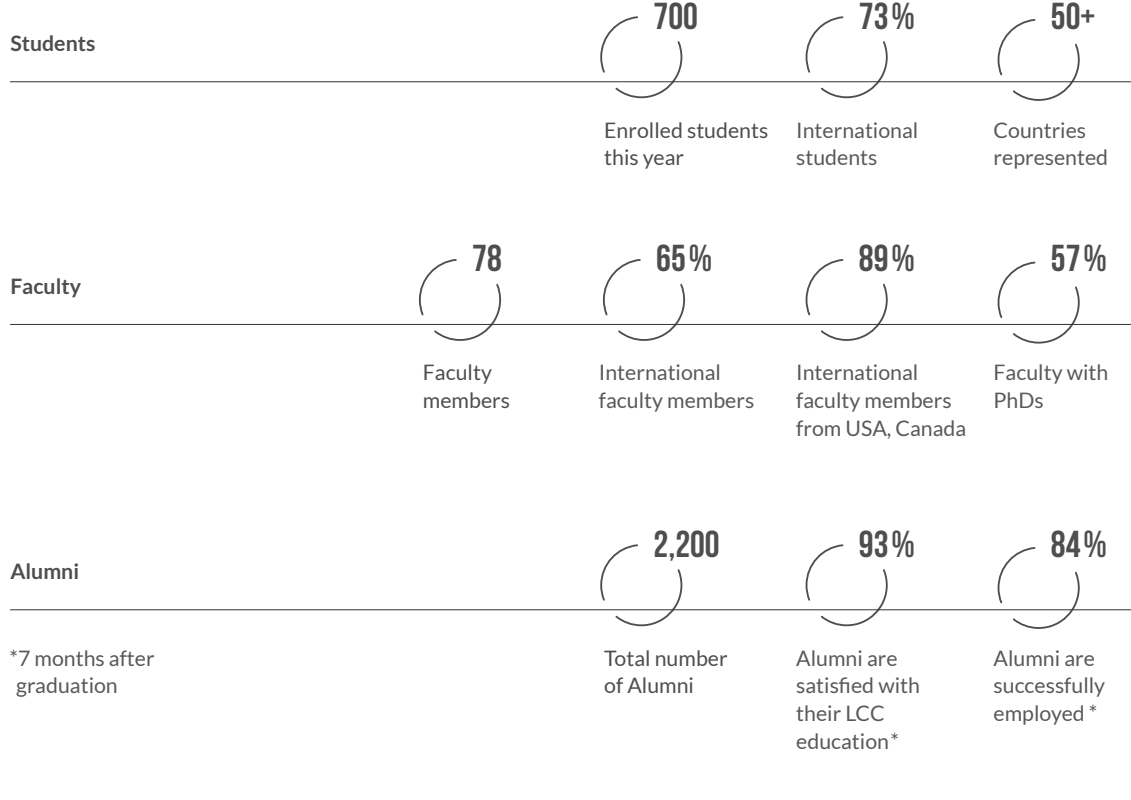 Students
700
Enrolled students
this year
73%
International
students
50+
Countries
represented
Faculty
78
Faculty
members
65%
International
faculty members
89%
International
faculty members
from USA, Canada
57%
Faculty with
PhDs
Alumni
*7 months after
graduation
2,200
Total number
of Alumni
93%
Alumni are
satisfied with
their LCC
education*
84%
Alumni are
successfully
employed *